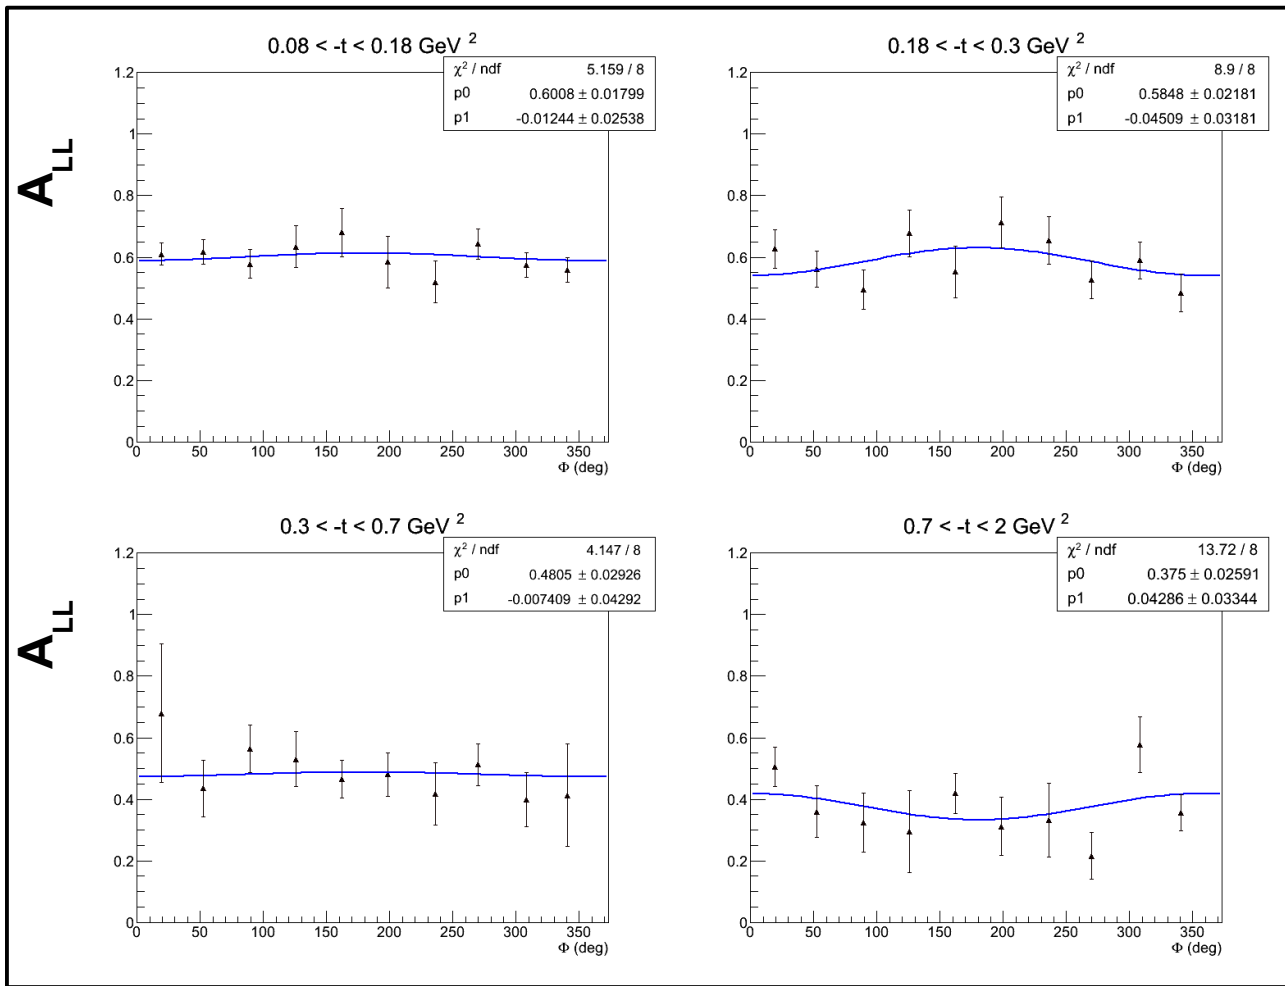 0.08 < -t < 0.18 GeV ²
χ² / ndf 5.159 / 8
p0 0.6008 ± 0.01799
p1 -0.01244 ± 0.02538
A_LL
1.2
1
0.8
0.6
0.4
0.2
0
0 50 100 150 200 250 300 350
Φ (deg)
0.18 < -t < 0.3 GeV ²
χ² / ndf 8.9 / 8
p0 0.5848 ± 0.02181
p1 -0.04509 ± 0.03181
1.2
1
0.8
0.6
0.4
0.2
0
0 50 100 150 200 250 300 350
Φ (deg)
0.3 < -t < 0.7 GeV ²
χ² / ndf 4.147 / 8
p0 0.4805 ± 0.02926
p1 -0.007409 ± 0.04292
A_LL
1.2
1
0.8
0.6
0.4
0.2
0
0 50 100 150 200 250 300 350
Φ (deg)
0.7 < -t < 2 GeV ²
χ² / ndf 13.72 / 8
p0 0.375 ± 0.02591
p1 0.04286 ± 0.03344
1.2
1
0.8
0.6
0.4
0.2
0
0 50 100 150 200 250 300 350
Φ (deg)